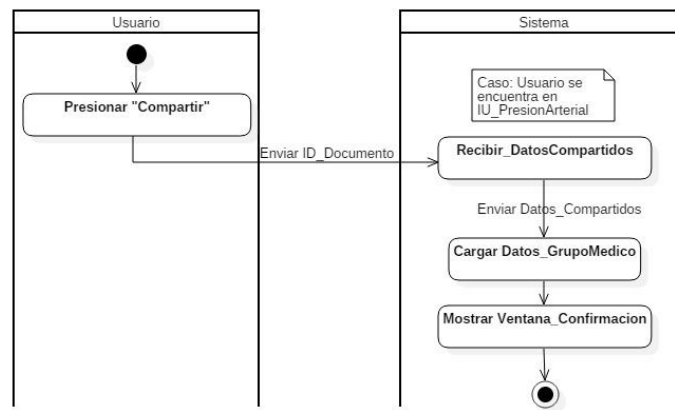 Usuario
Sistema
Caso: Usuario se
encuentra en
IU_PresionArterial
Presionar "Compartir"
Enviar ID_Documento
Recibir_DatosCompartidos
Enviar Datos_Compartidos
Cargar Datos_GrupoMedico
Mostrar Ventana_Confirmacion